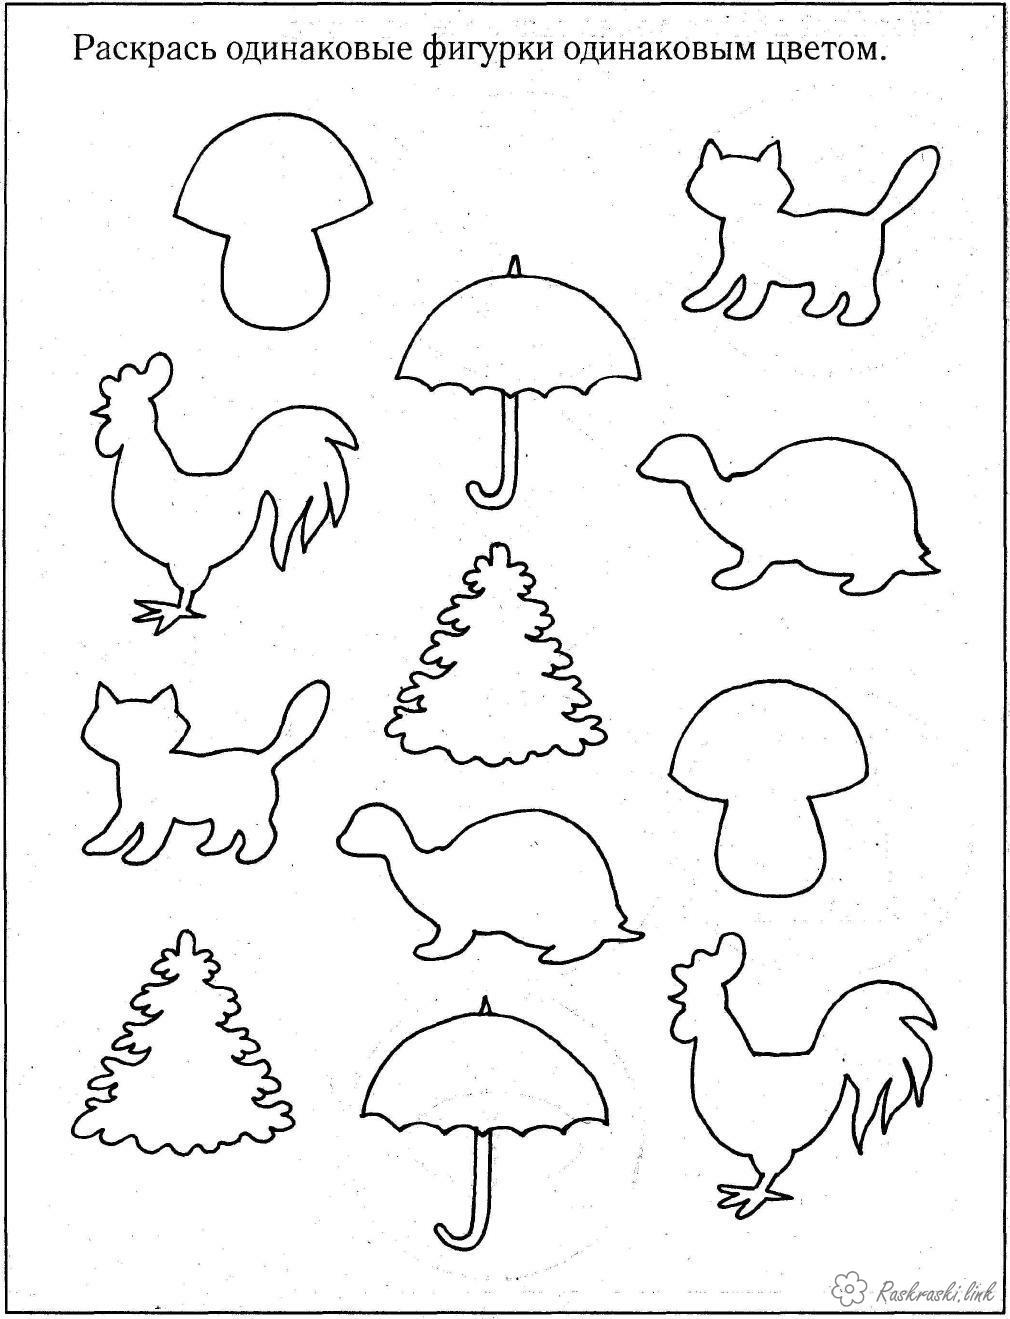 Раскрась одинаковые фигурки одинаковым цветом.
Raskraski.link